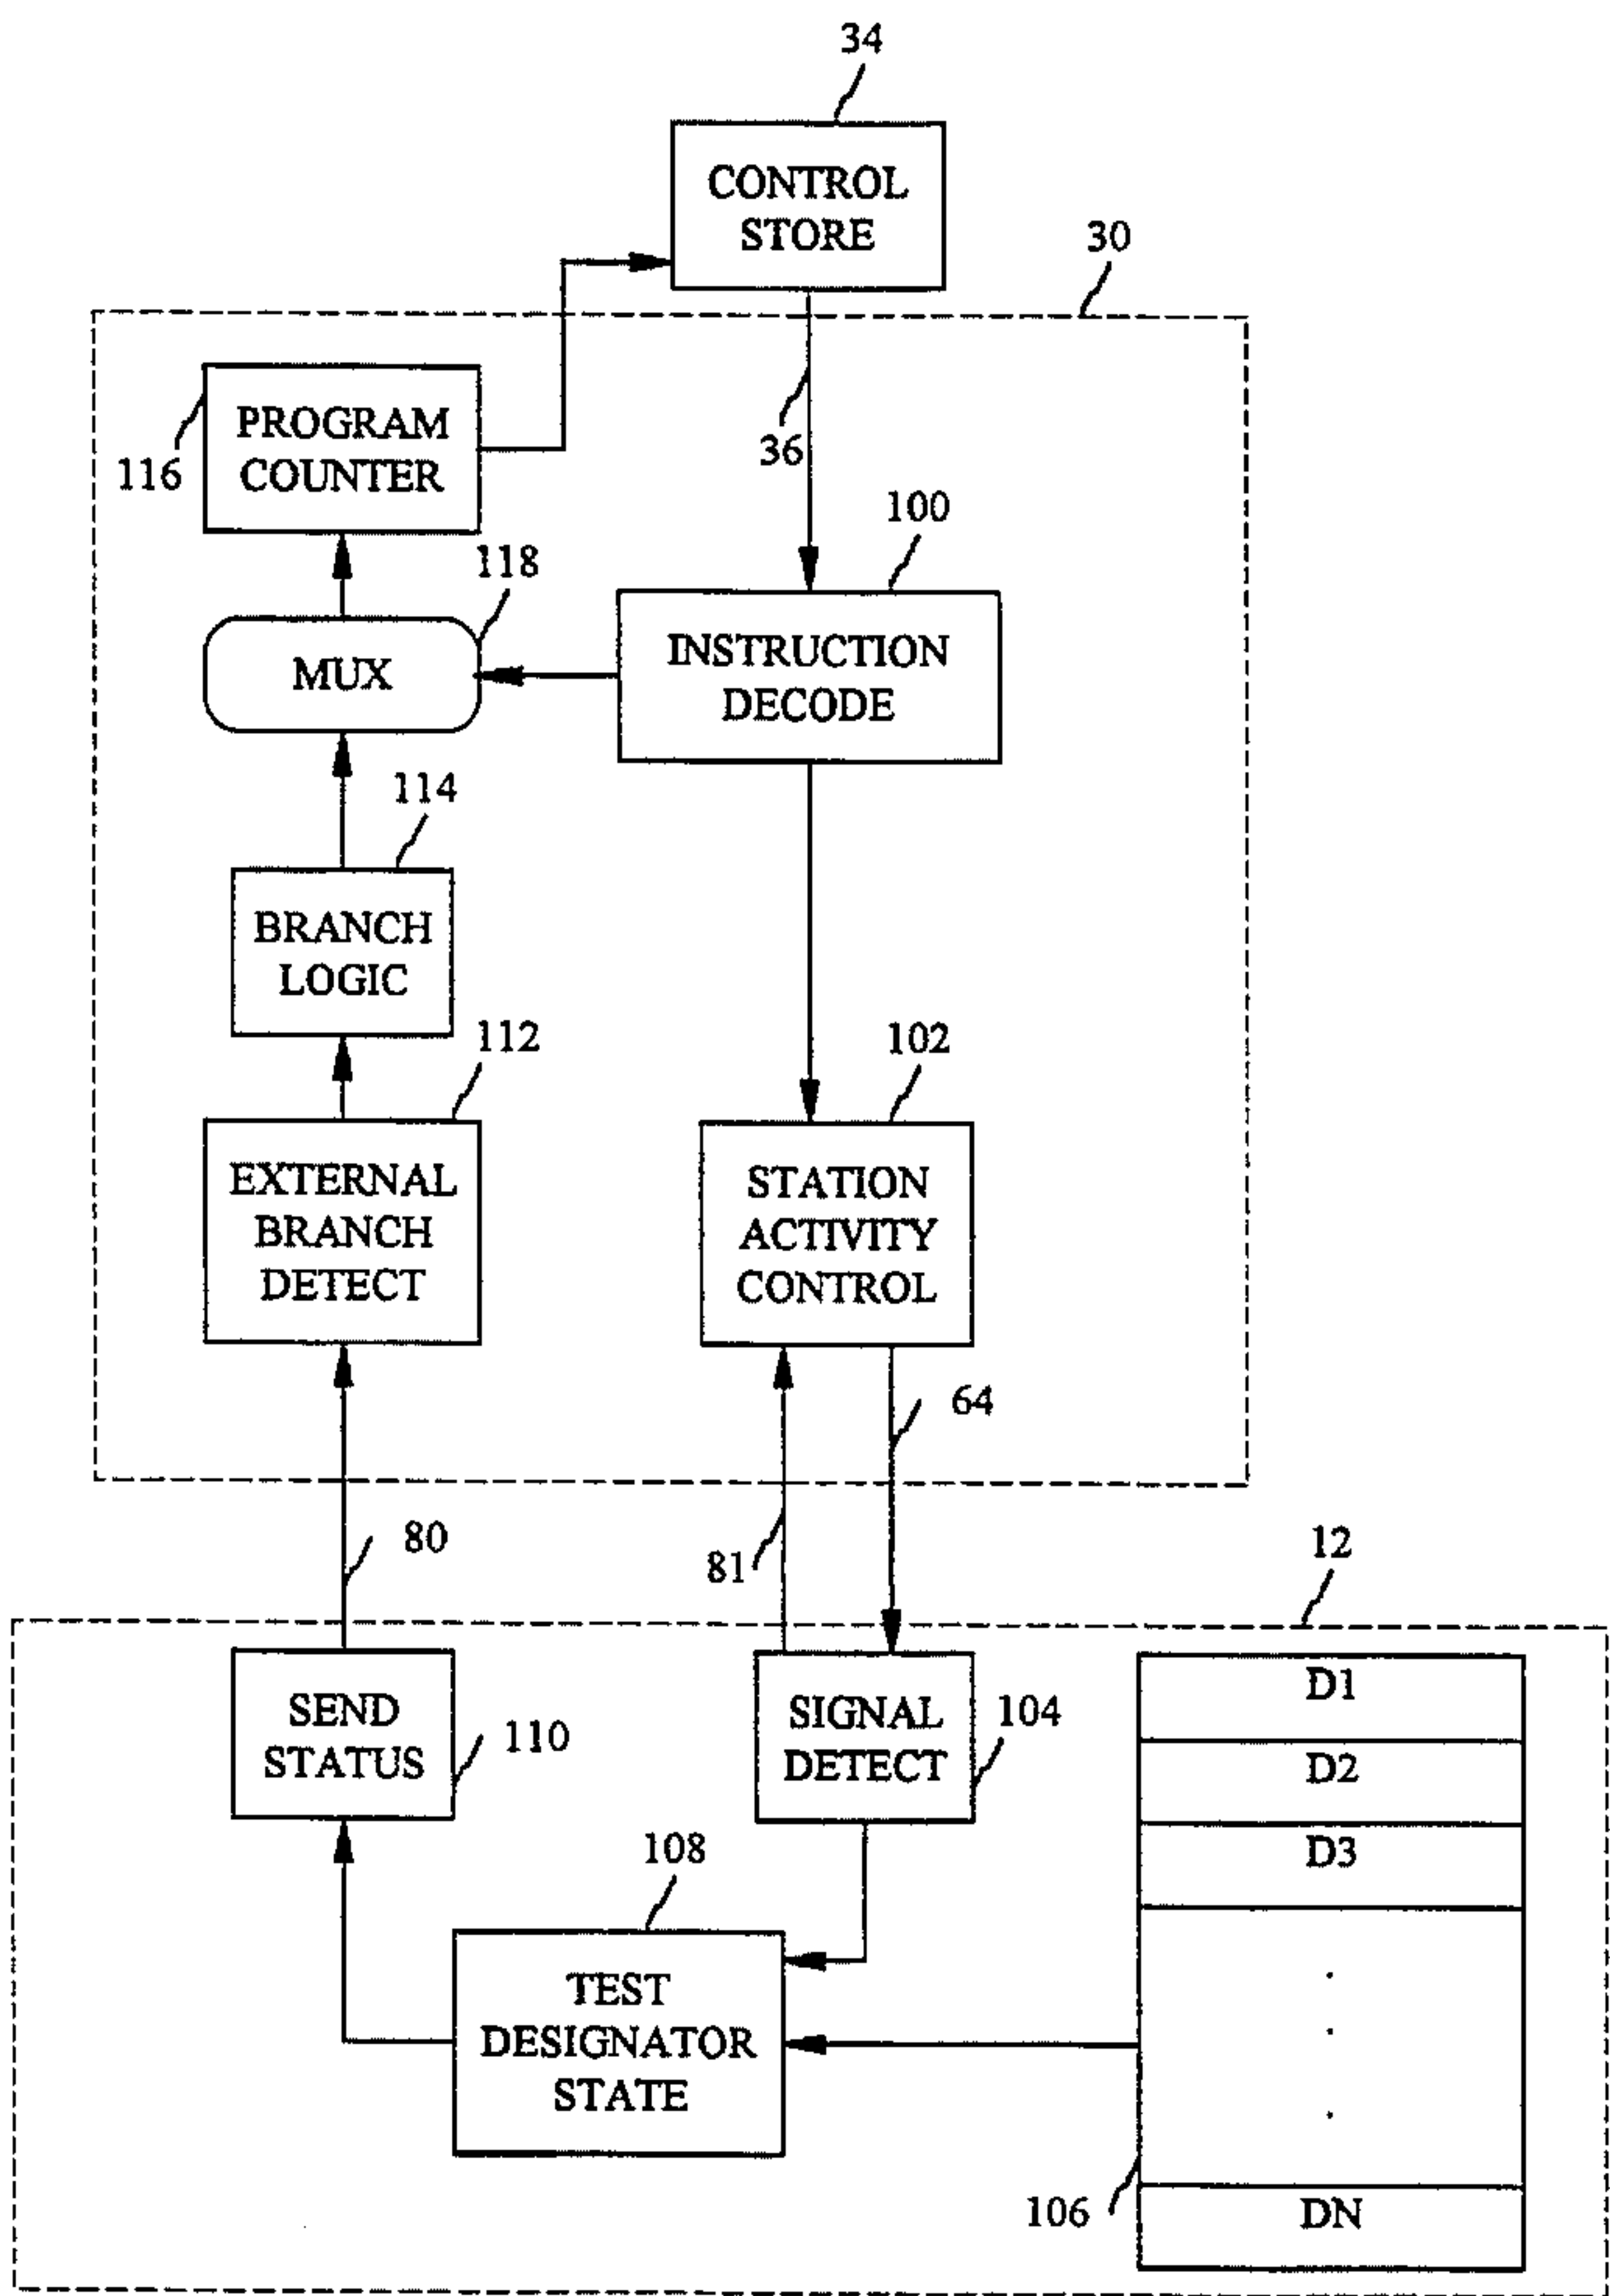 34
CONTROL
STORE
30
PROGRAM
COUNTER
116
36
100
118
INSTRUCTION
DECODE
MUX
114
BRANCH
LOGIC
112
102
EXTERNAL
BRANCH
DETECT
STATION
ACTIVITY
CONTROL
64
80
81
12
SEND
STATUS
110
SIGNAL
DETECT
104
D1
D2
D3
108
TEST
DESIGNATOR
STATE
106
DN